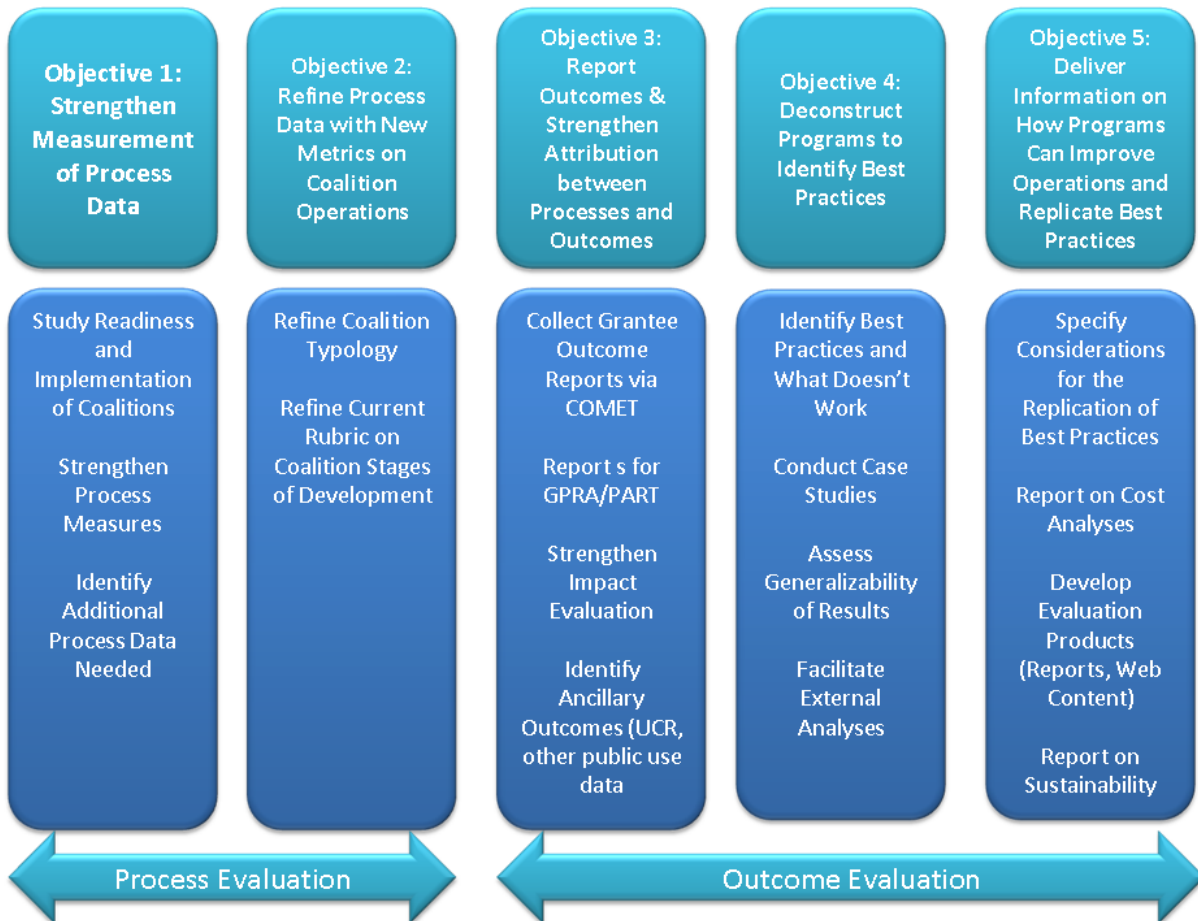 Objective 1:
Strengthen
Measurement
of Process
Data
Objective 2:
Refine Process
Data with New
Metrics on
Coalition
Operations
Objective 3:
Report
Outcomes &
Strengthen
Attribution
between
Processes and
Outcomes
Objective 4:
Deconstruct
Programs to
Identify Best
Practices
Objective 5:
Deliver
Information on
How Programs
Can Improve
Operations and
Replicate Best
Practices
Study Readiness
and
Implementation
of Coalitions
Strengthen
Process
Measures
Identify
Additional
Process Data
Needed
Refine Coalition
Typology
Refine Current
Rubric on
Coalition Stages
of Development
Collect Grantee
Outcome
Reports via
COMET
Report s for
GPRA/PART
Strengthen
Impact
Evaluation
Identify
Ancillary
Outcomes (UCR,
other public use
data
Identify Best
Practices and
What Doesn’t
Work
Conduct Case
Studies
Assess
Generalizability
of Results
Facilitate
External
Analyses
Specify
Considerations
for the
Replication of
Best Practices
Report on Cost
Analyses
Develop
Evaluation
Products
(Reports, Web
Content)
Report on
Sustainability
Process Evaluation
Outcome Evaluation